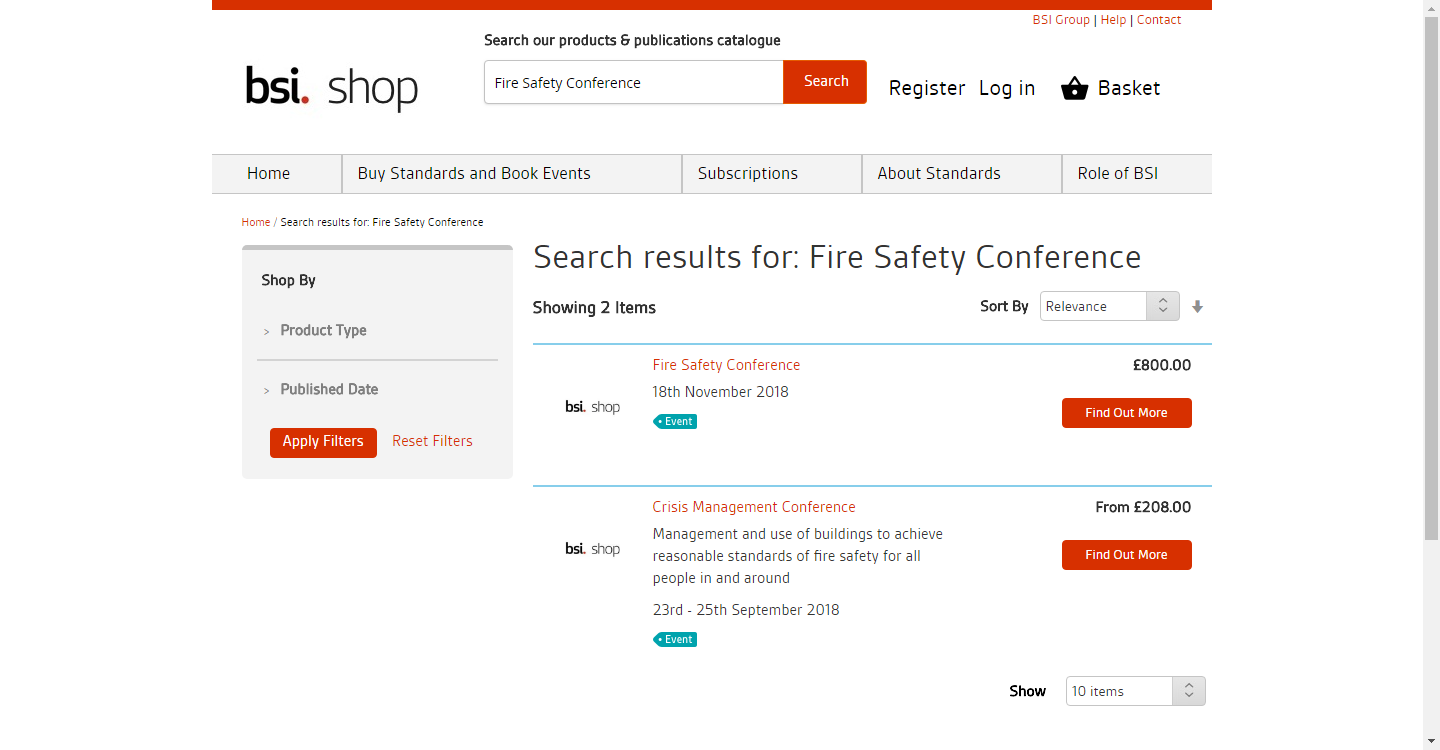 BSI Group | Help | Contact
Search our products & publications catalogue
bsi. shop
Fire Safety Conference
Search
Register
Log in
Basket
Home
Buy Standards and Book Events
Subscriptions
About Standards
Role of BSI
Home / Search results for: Fire Safety Conference
Shop By
> Product Type
> Published Date
Apply Filters
Reset Filters
Search results for: Fire Safety Conference
Showing 2 Items
Sort By
Relevance
bsi. shop
Fire Safety Conference
18th November 2018
Event
£800.00
Find Out More
bsi. shop
Crisis Management Conference
Management and use of buildings to achieve
reasonable standards of fire safety for all
people in and around
23rd - 25th September 2018
Event
From £208.00
Find Out More
Show
10 items